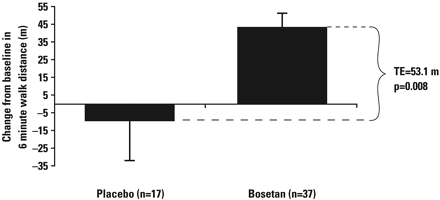 Change from baseline in
6 minute walk distance (m)
55
45
35
25
15
5
−5
−15
−25
−35
TE=53.1 m
p=0.008
Placebo (n=17)
Bosetan (n=37)